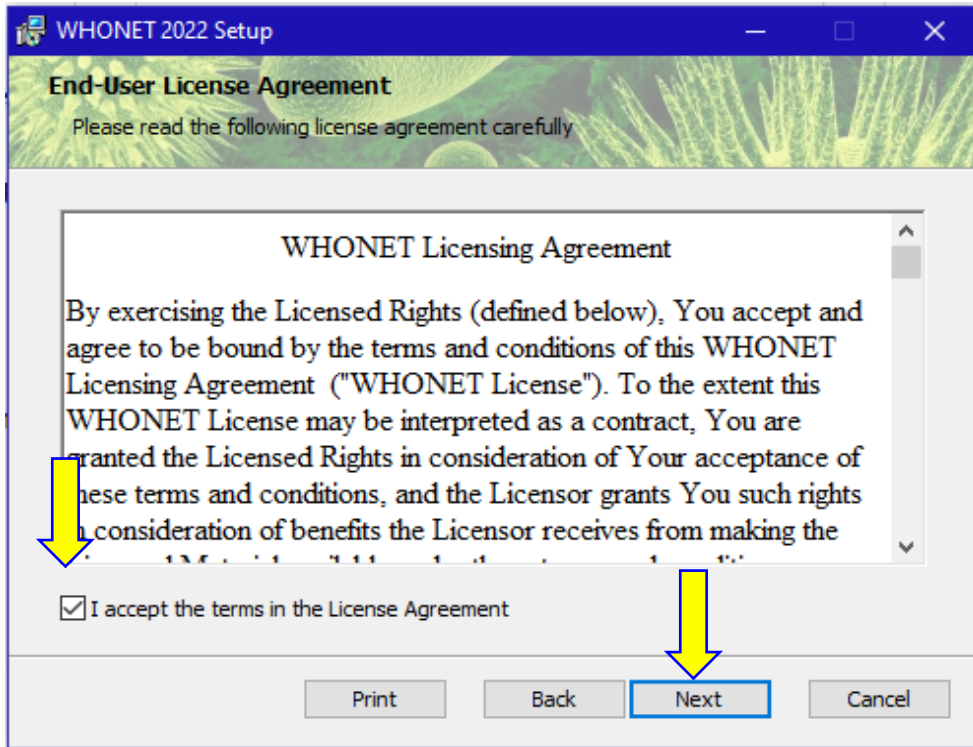 WHONET 2022 Setup
End-User License Agreement
Please read the following license agreement carefully
WHONET Licensing Agreement
By exercising the Licensed Rights (defined below), You accept and
agree to be bound by the terms and conditions of this WHONET
Licensing Agreement ("WHONET License"). To the extent this
WHONET License may be interpreted as a contract, You are
granted the Licensed Rights in consideration of Your acceptance of
these terms and conditions, and the Licensor grants You such rights
in consideration of benefits the Licensor receives from making the
I accept the terms in the License Agreement
Print Back Next Cancel